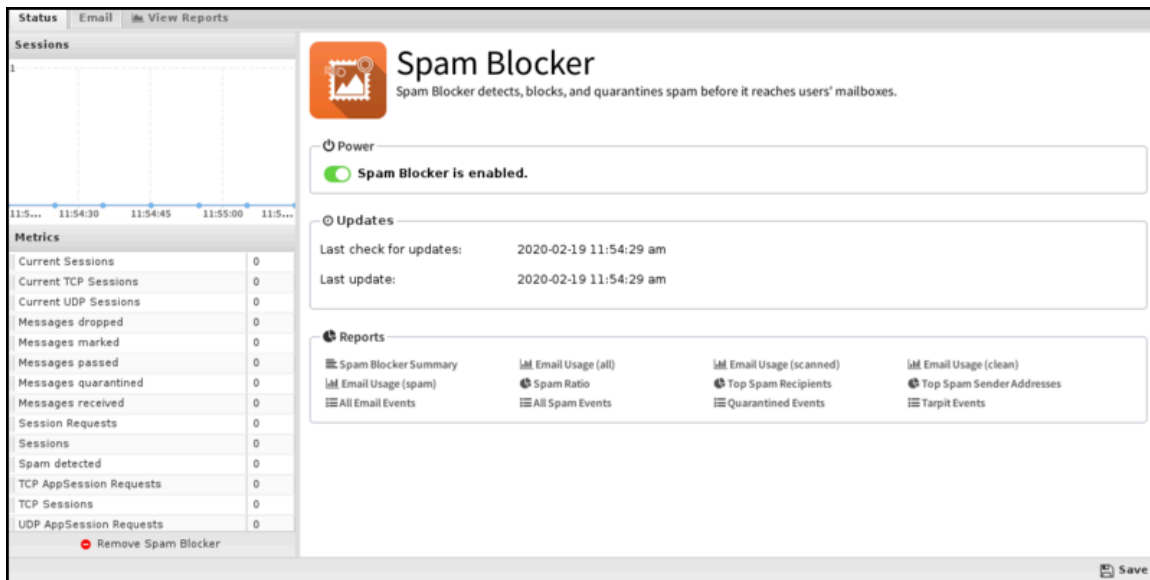 Status Email View Reports
Sessions
1
11:5... 11:54:30 11:54:45 11:55:00 11:5...
Metrics
Current Sessions 0
Current TCP Sessions 0
Current UDP Sessions 0
Messages dropped 0
Messages marked 0
Messages passed 0
Messages quarantined 0
Messages received 0
Session Requests 0
Sessions 0
Spam detected 0
TCP AppSession Requests 0
TCP Sessions 0
UDP AppSession Requests 0
Remove Spam Blocker
Spam Blocker
Spam Blocker detects, blocks, and quarantines spam before it reaches users' mailboxes.
Power
Spam Blocker is enabled.
Updates
Last check for updates: 2020-02-19 11:54:29 am
Last update: 2020-02-19 11:54:29 am
Reports
Spam Blocker Summary Email Usage (all) Email Usage (scanned) Email Usage (clean)
Email Usage (spam) Spam Ratio Top Spam Recipients Top Spam Sender Addresses
All Email Events All Spam Events Quarantined Events Tarpit Events
Save